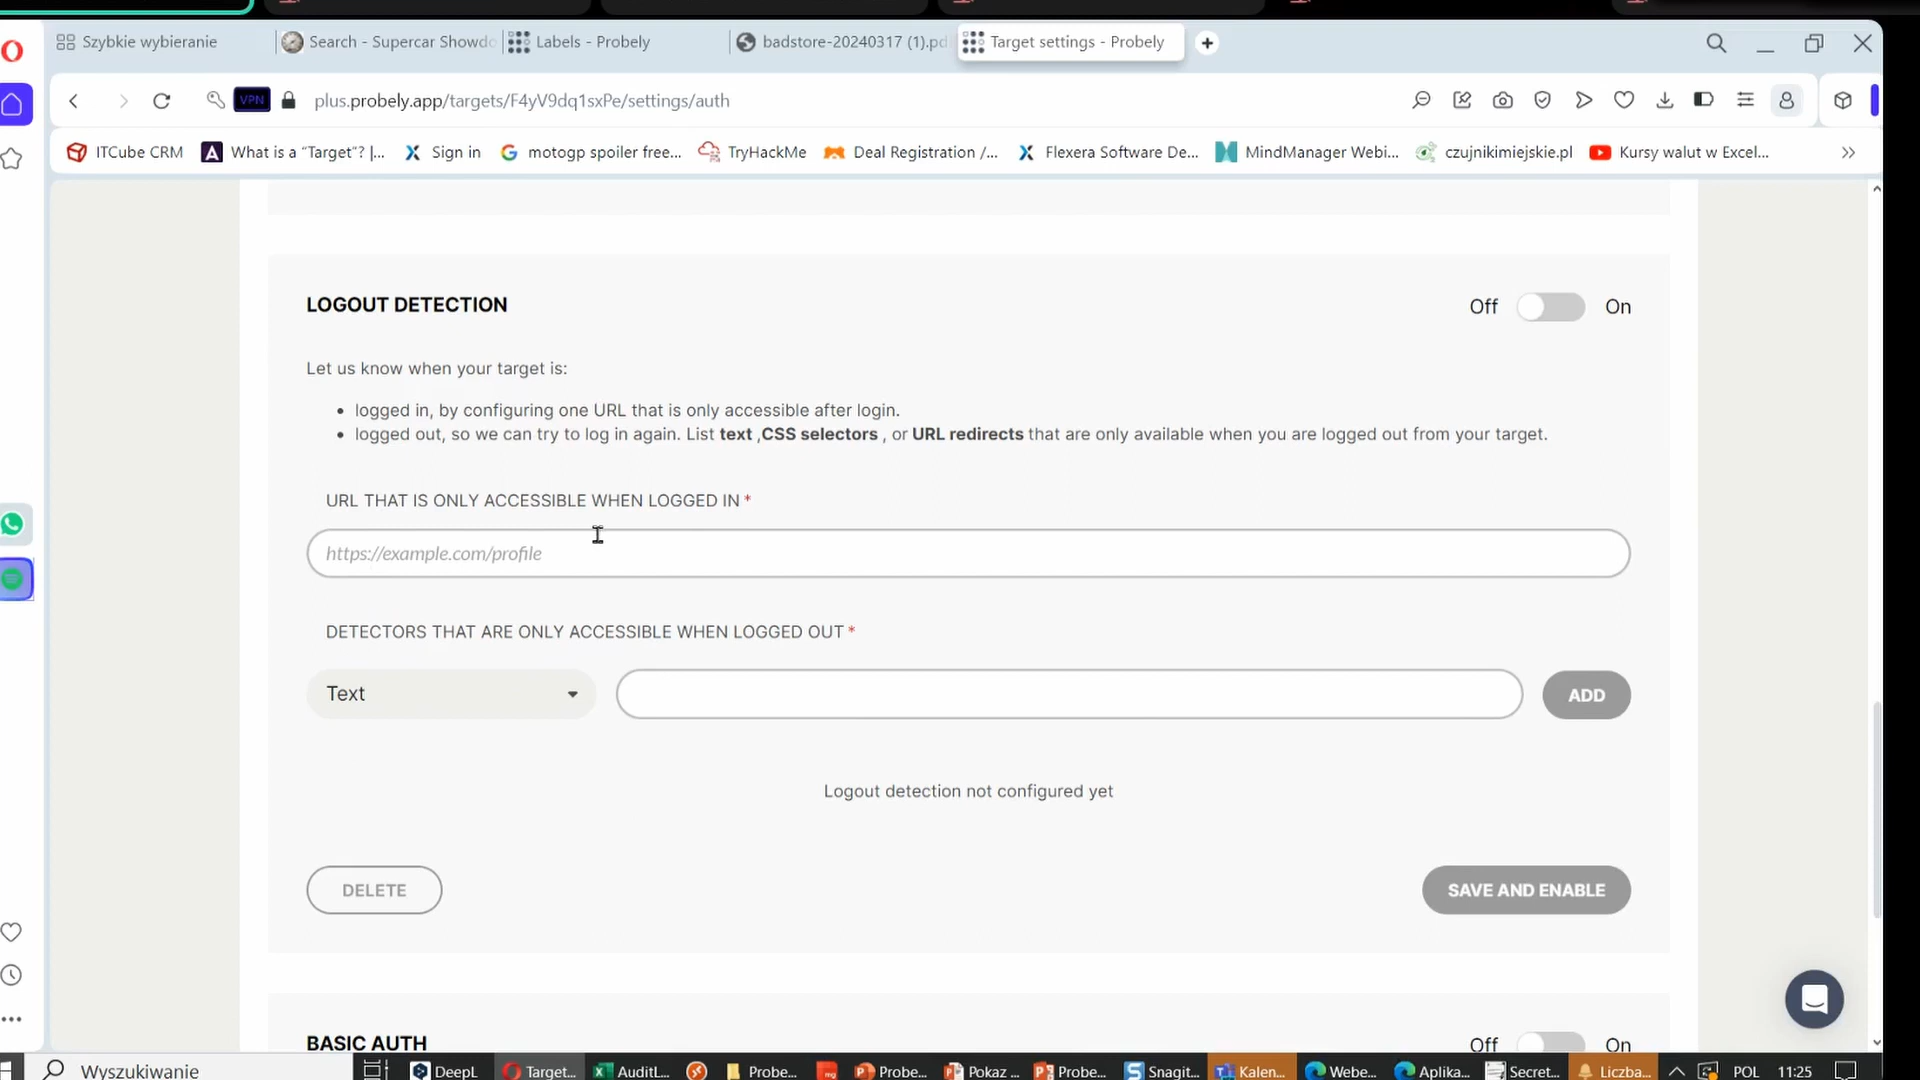 Szybkie wybieranie
Search - Supercar Showdo
Labels - Probely
badstore-20240317 (1).pd
Target settings - Probely
VPN
plus.probely.app/targets/F4yV9dq1sxPe/settings/auth
ITCube CRM
What is a "Target"? |...
Sign in
motogp spoiler free...
TryHackMe
Deal Registration /...
Flexera Software De...
MindManager Webi...
czujnikimiejskie.pl
Kursy walut w Excel...
LOGOUT DETECTION
Off
On
Let us know when your target is:
• logged in, by configuring one URL that is only accessible after login.
• logged out, so we can try to log in again. List text ,CSS selectors , or URL redirects that are only available when you are logged out from your target.
URL THAT IS ONLY ACCESSIBLE WHEN LOGGED IN *
https://example.com/profile
DETECTORS THAT ARE ONLY ACCESSIBLE WHEN LOGGED OUT *
Text
ADD
Logout detection not configured yet
DELETE
SAVE AND ENABLE
BASIC AUTH
Off
On
Wyszukiwanie
DeepL
Target...
AuditL...
Probe...
Probe...
Pokaz ...
Probe...
Snagit...
Kalen...
Webe...
Aplika...
Secret...
Liczba...
POL
11:25